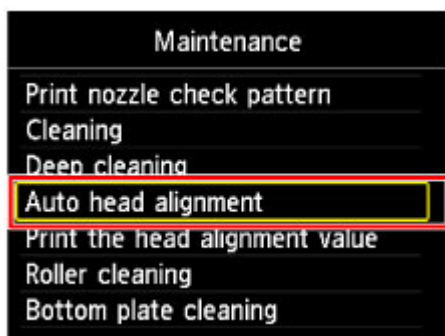 Maintenance
Print nozzle check pattern
Cleaning
Deep cleaning
Auto head alignment
Print the head alignment value
Roller cleaning
Bottom plate cleaning